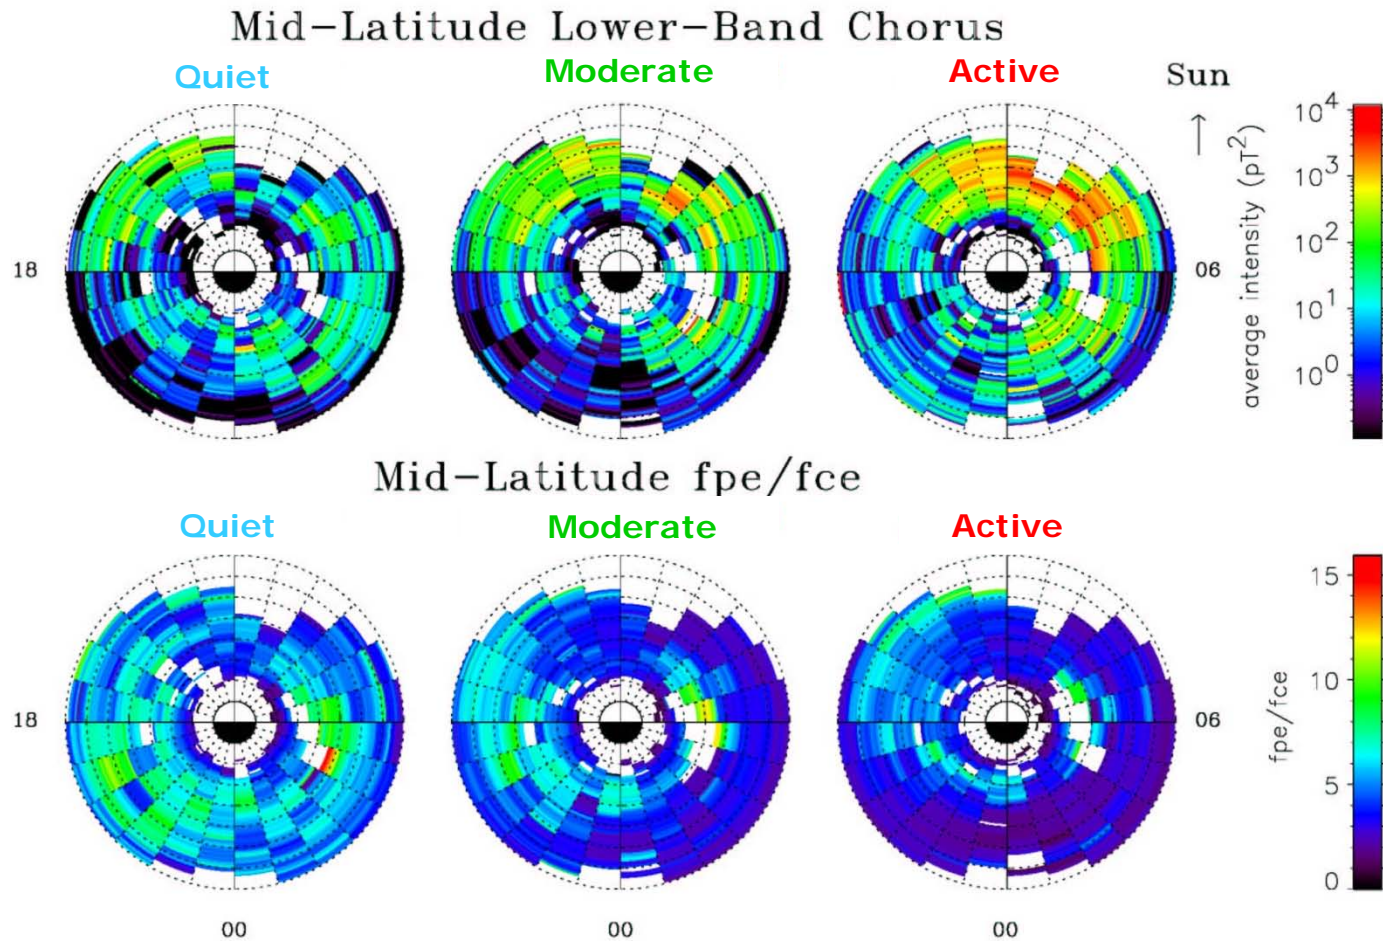 Mid-Latitude Lower-Band Chorus
Quiet Moderate Active Sun
18 06
average intensity (pT2)
10^4
10^3
10^2
10^1
10^0
Mid-Latitude fpe/fce
Quiet Moderate Active
18 06
fpe/fce
15
10
5
0
00 00 00